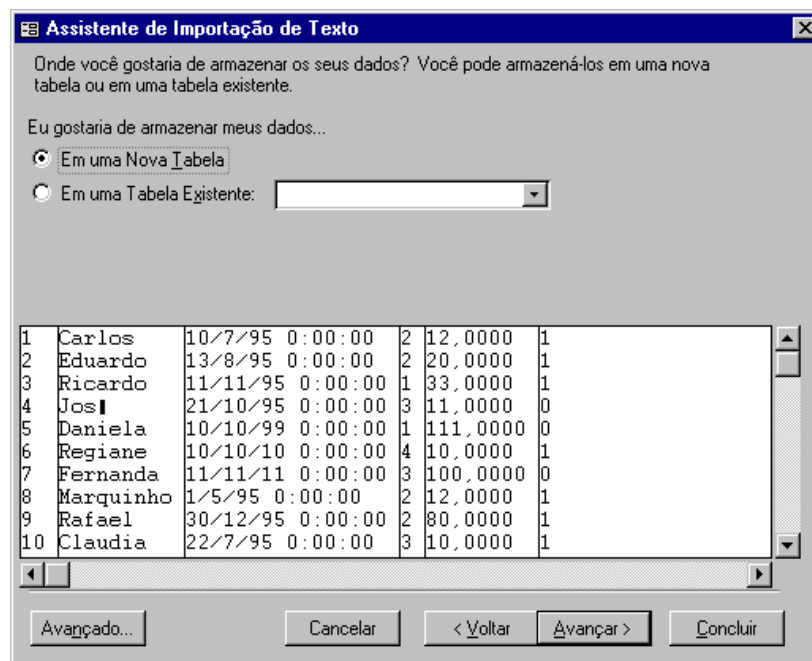 Assistente de Importação de Texto
Onde você gostaria de armazenar os seus dados? Você pode armazená-los em uma nova
tabela ou em uma tabela existente.
Eu gostaria de armazenar meus dados...
Em uma Nova Tabela
Em uma Tabela Existente:
1 Carlos 10/7/95 0:00:00 2 12,0000 1
2 Eduardo 13/8/95 0:00:00 2 20,0000 1
3 Ricardo 11/11/95 0:00:00 1 33,0000 1
4 Jos▌ 21/10/95 0:00:00 3 11,0000 0
5 Daniela 10/10/99 0:00:00 1 111,0000 0
6 Regiane 10/10/10 0:00:00 4 10,0000 1
7 Fernanda 11/11/11 0:00:00 3 100,0000 0
8 Marquinho 1/5/95 0:00:00 2 12,0000 1
9 Rafael 30/12/95 0:00:00 2 80,0000 1
10 Claudia 22/7/95 0:00:00 3 10,0000 1
Avançado... Cancelar < Voltar Avançar > Concluir